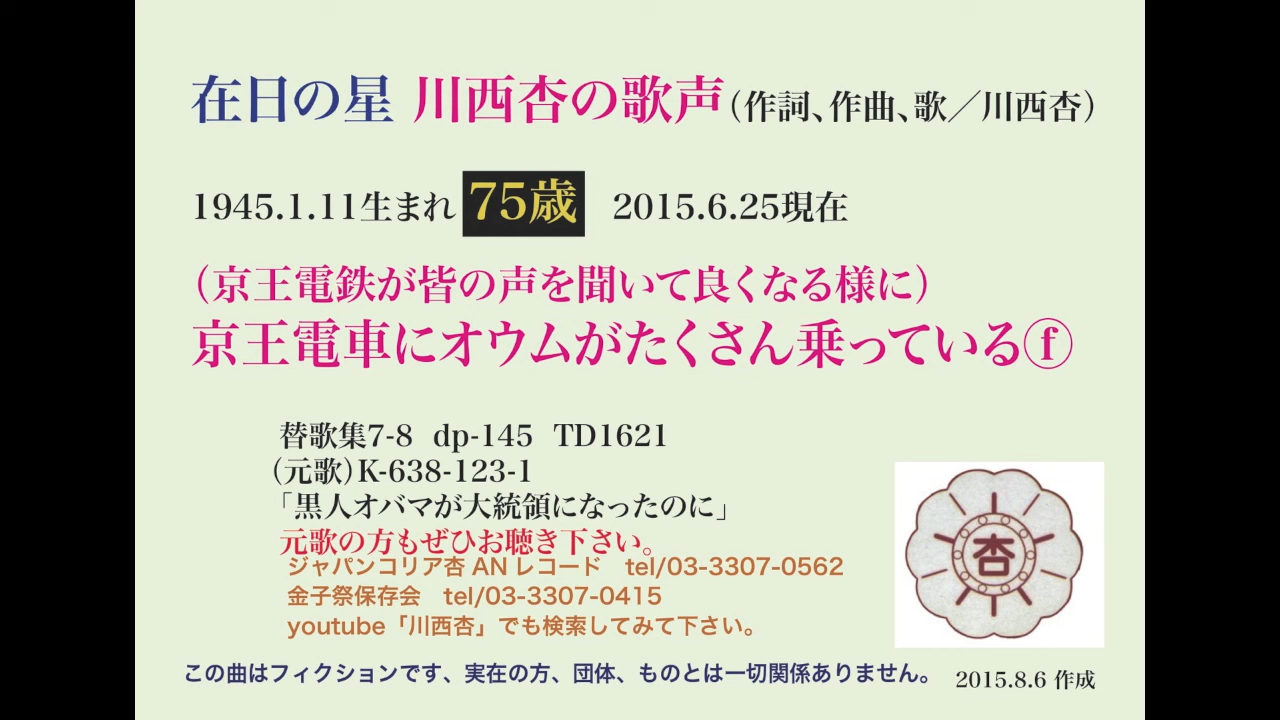 在日の星 川西杏の歌声(作詞、作曲、歌／川西杏)
1945.1.11生まれ 75歳 2015.6.25現在
(京王電鉄が皆の声を聞いて良くなる様に)
京王電車にオウムがたくさん乗っているⓕ
替歌集7-8 dp-145 TD1621
(元歌)K-638-123-1
「黒人オバマが大統領になったのに」
元歌の方もぜひお聴き下さい。
ジャパンコリア杏 AN レコード tel/03-3307-0562
金子祭保存会 tel/03-3307-0415
youtube「川西杏」でも検索してみて下さい。
杏
この曲はフィクションです、実在の方、団体、ものとは一切関係ありません。 2015.8.6 作成